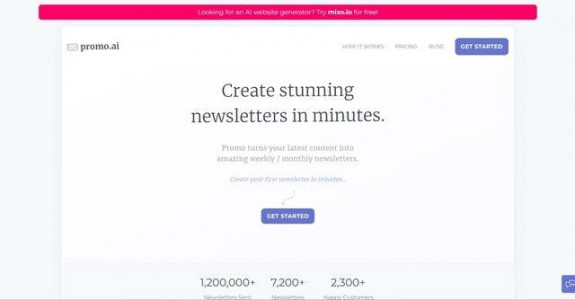 Looking for an AI website generator? Try mixo.io for free!
promo.ai
HOW IT WORKS
PRICING
BLOG
GET STARTED
Create stunning
newsletters in minutes.
Promo turns your latest content into
amazing weekly / monthly newsletters.
Create your first newsletter in minutes...
GET STARTED
1,200,000+
7,200+
2,300+
Newsletters Sent
Newsletters
Happy Customers